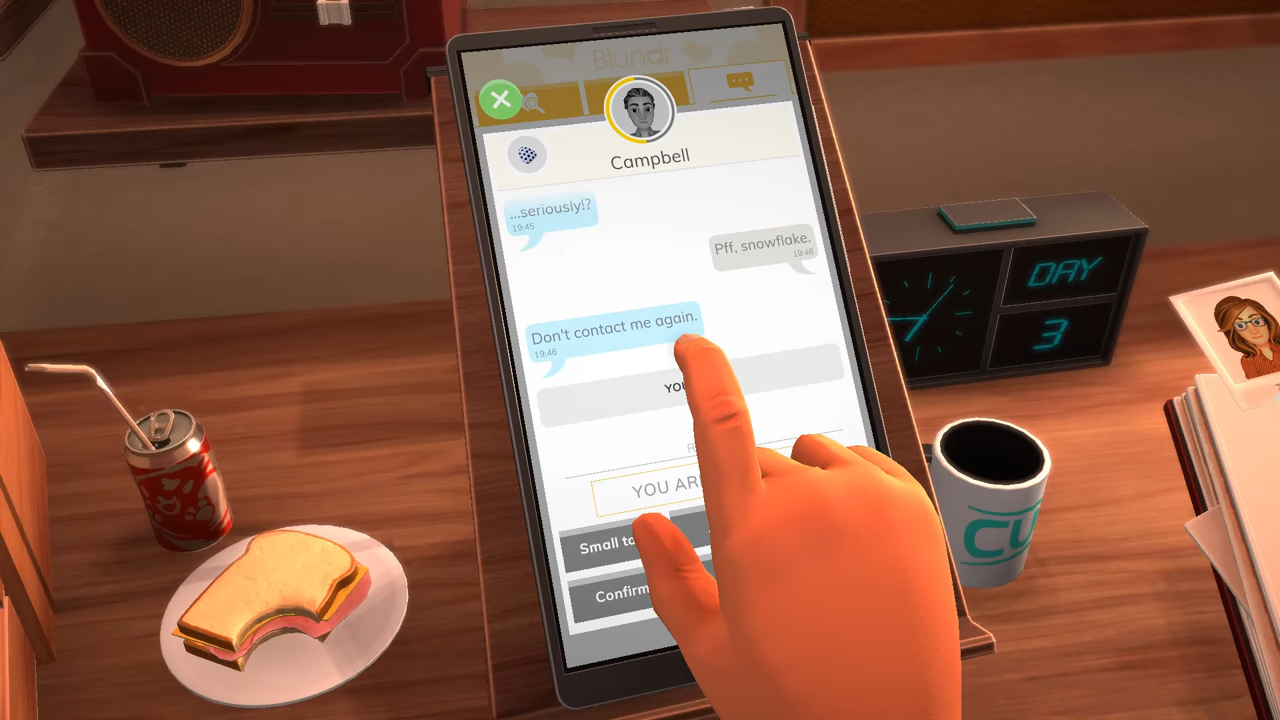 Blundr
Campbell
...seriously!?
19:45
Pff, snowflake.
19:46
Don't contact me again.
19:46
YOU AR
Small
Confirm
DAY
3
CU